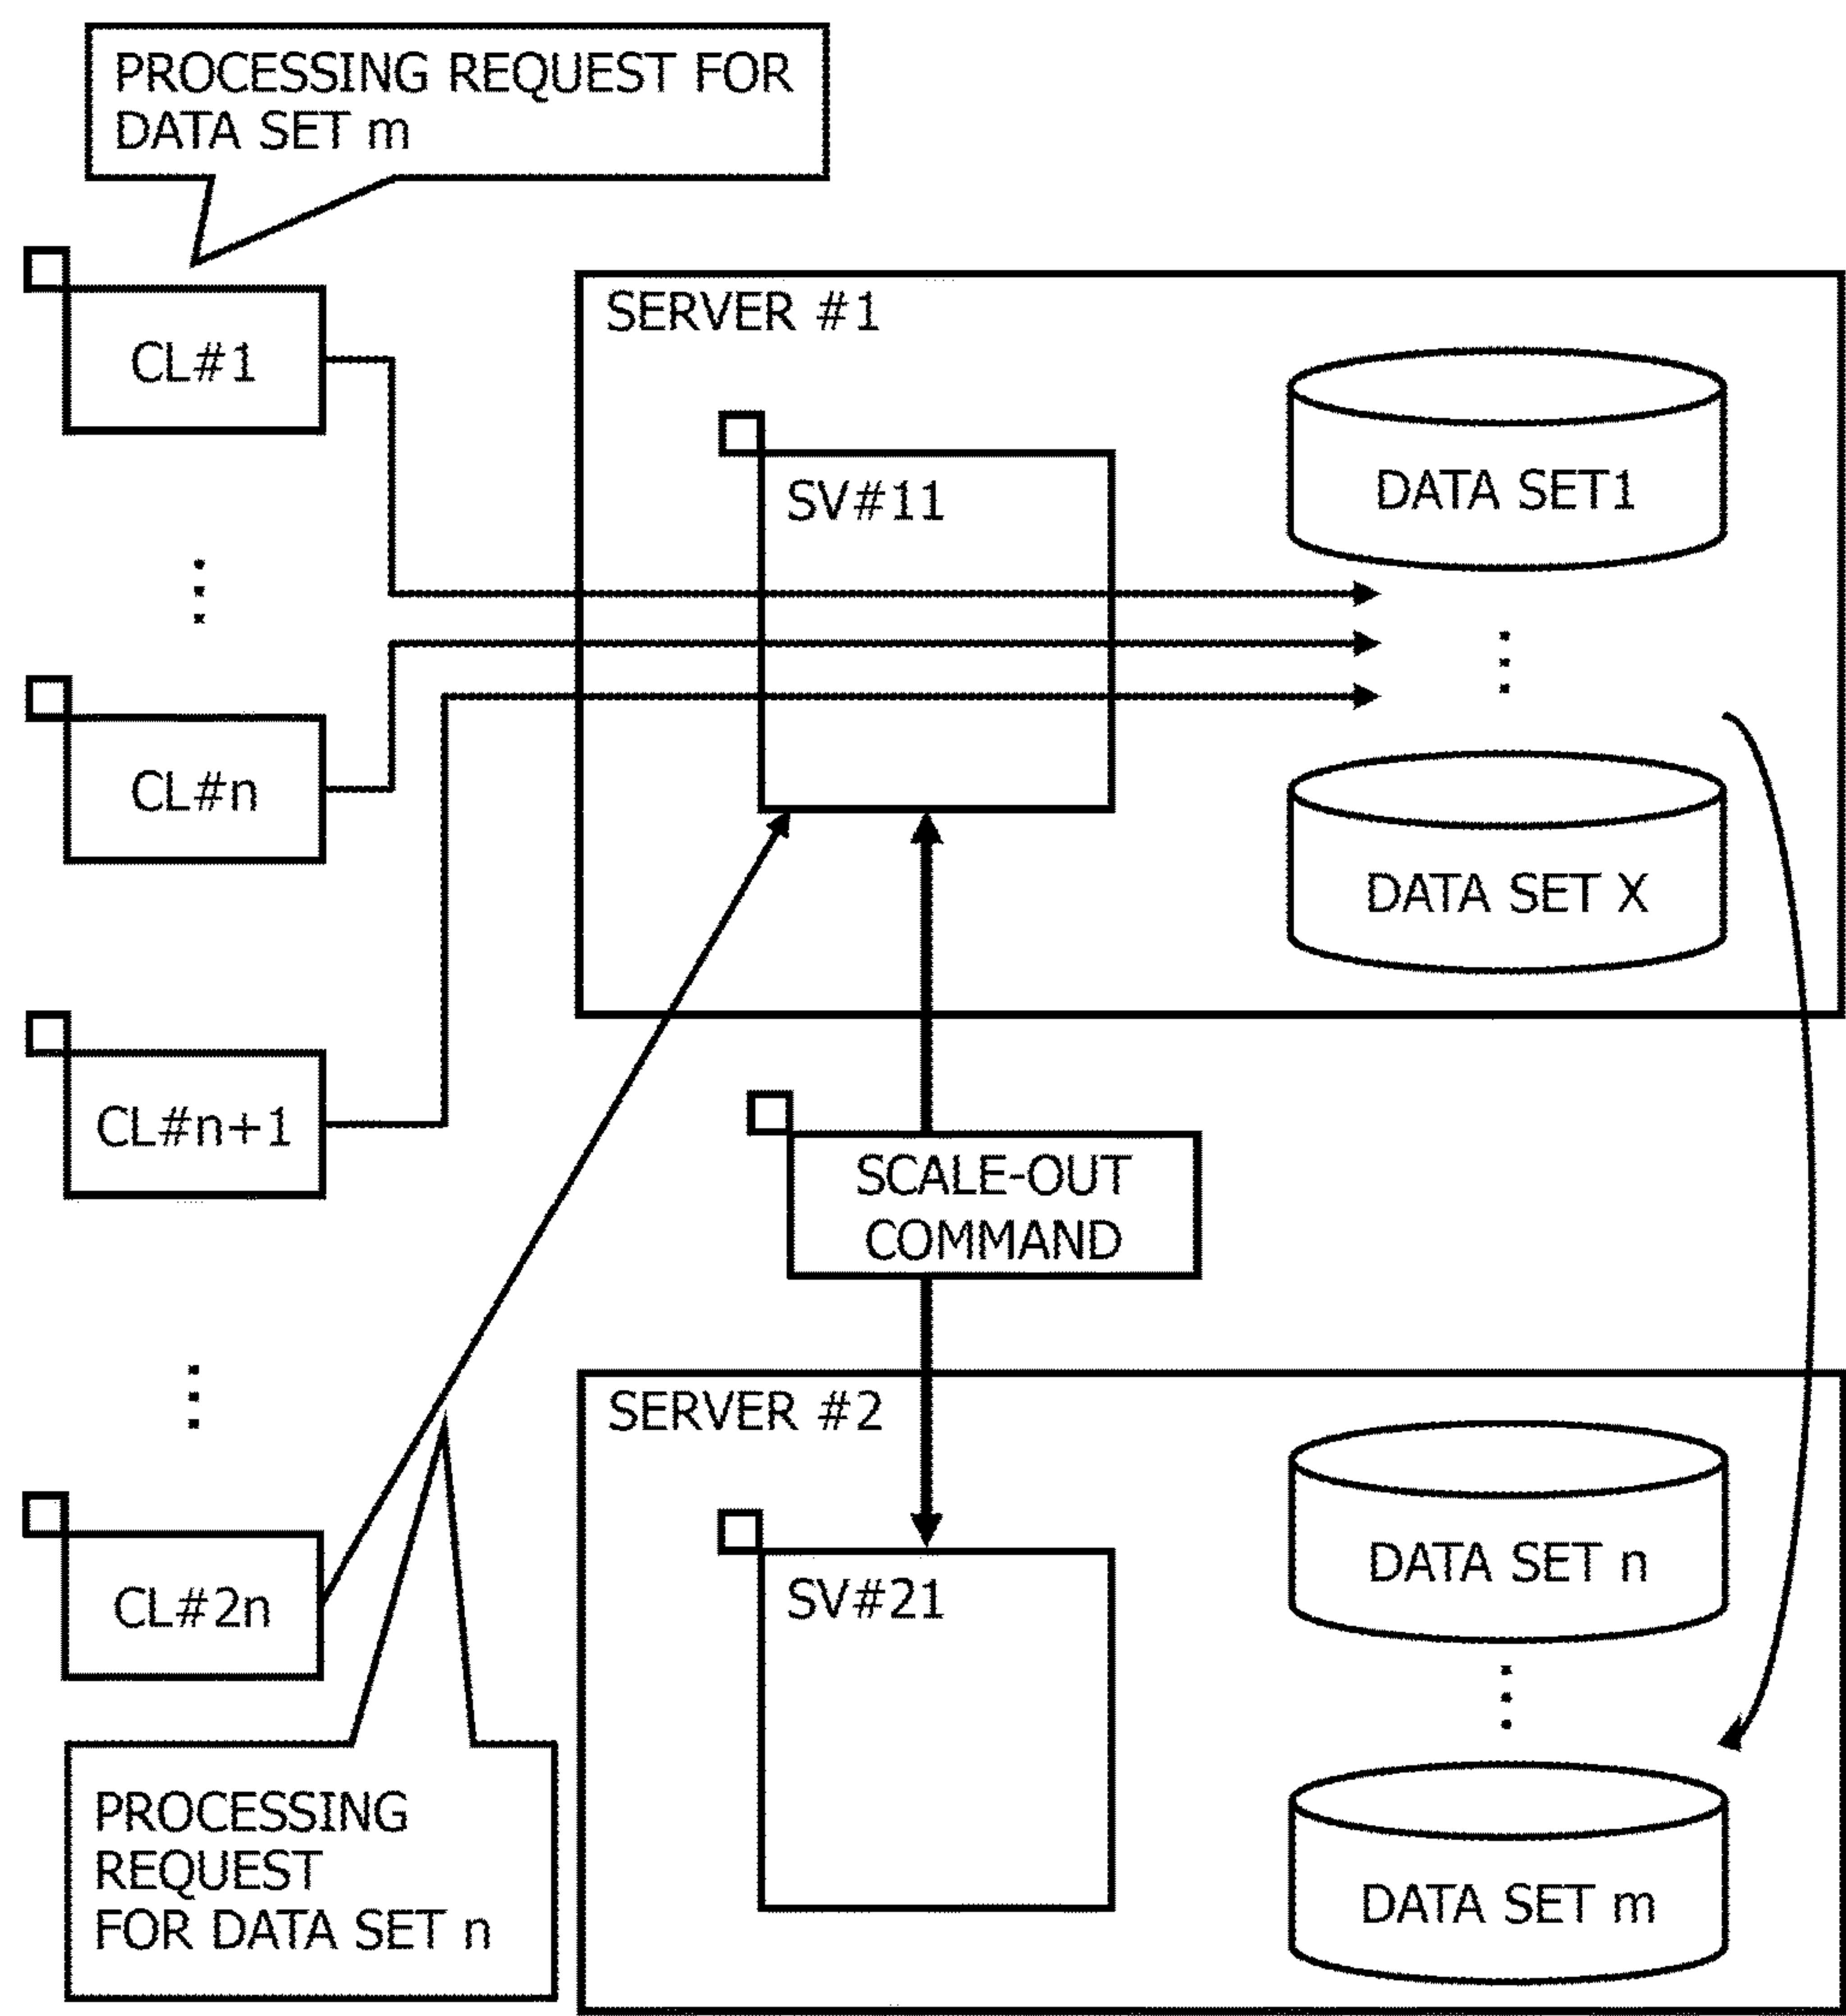 PROCESSING REQUEST FOR
DATA SET m
CL#1
SERVER #1
SV#11
DATA SET1
CL#n
DATA SET X
CL#n+1
SCALE-OUT
COMMAND
SERVER #2
CL#2n
SV#21
DATA SET n
PROCESSING
REQUEST
FOR DATA SET n
DATA SET m